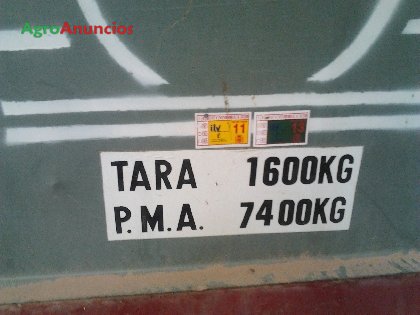 AgroAnuncios
itv 11
TARA 1600KG
P.M.A. 7400KG